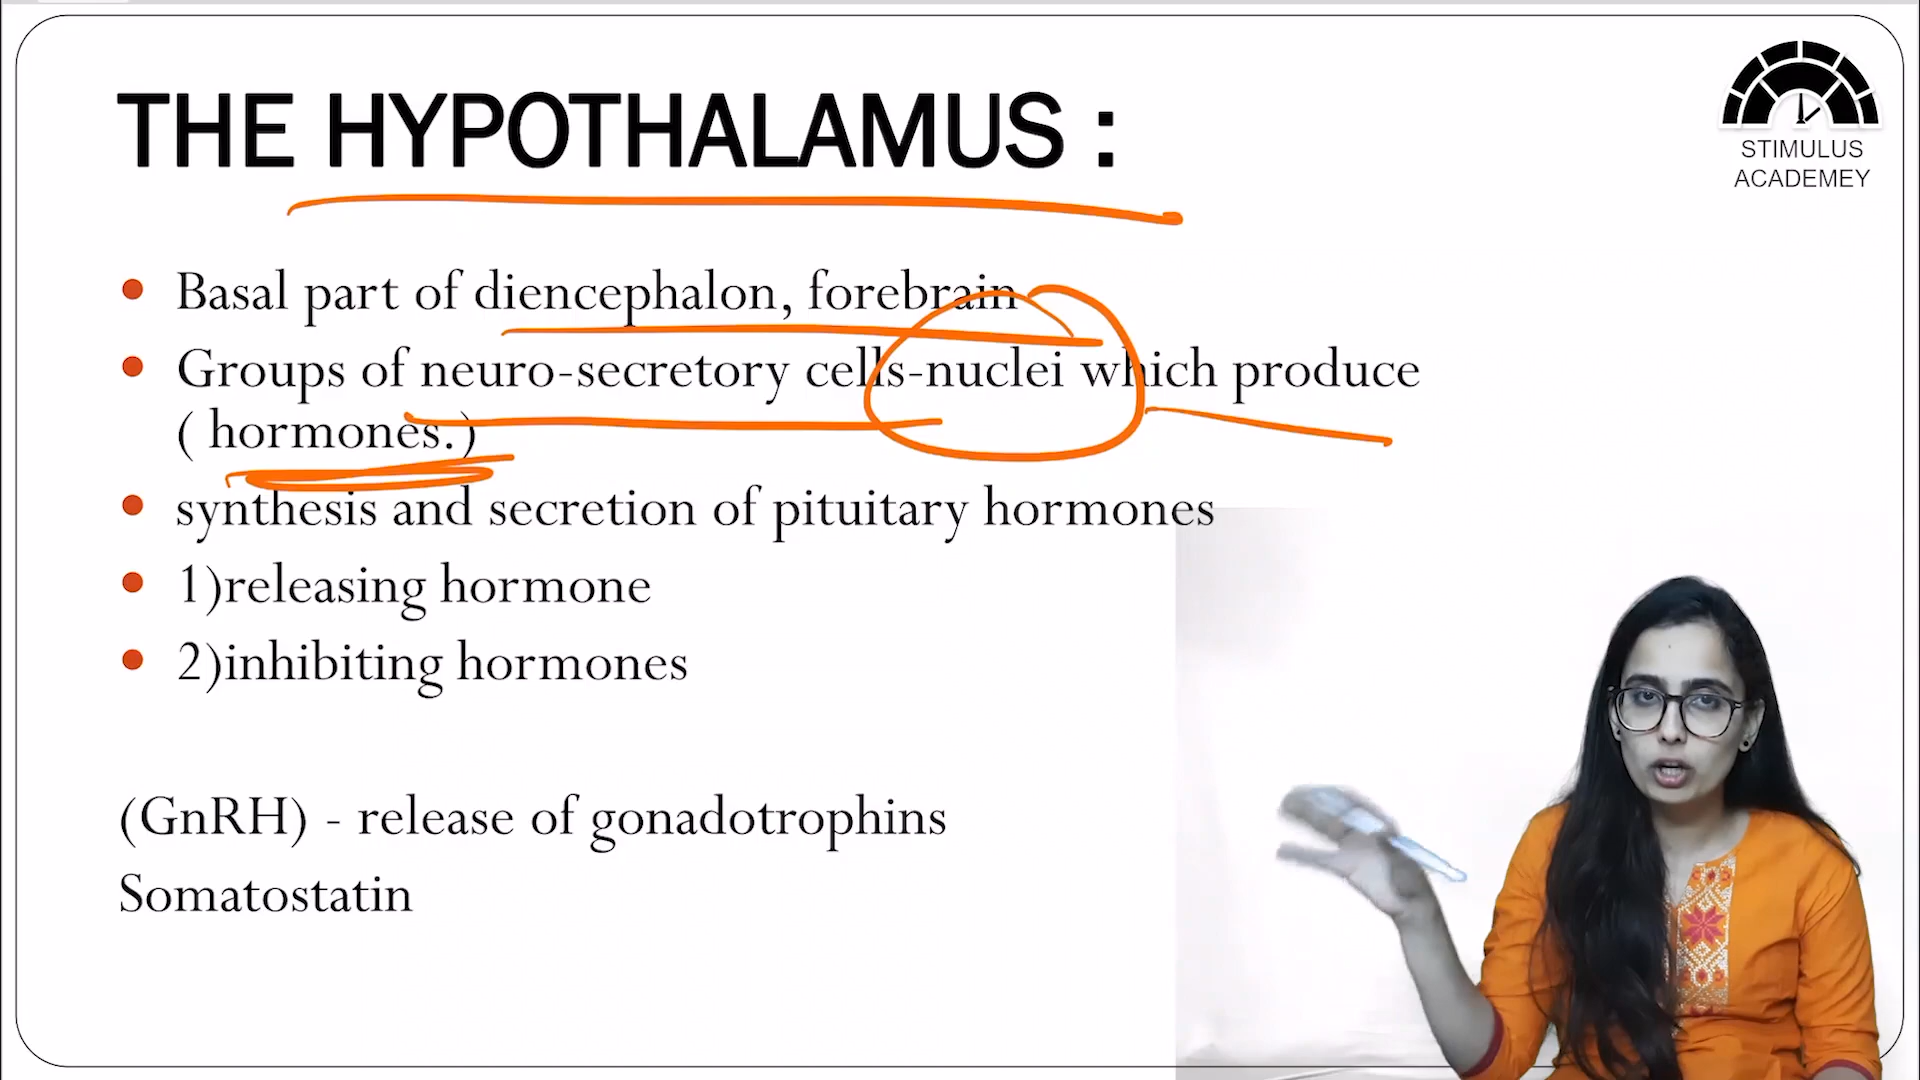 THE HYPOTHALAMUS :
STIMULUS
ACADEMEY
Basal part of diencephalon, forebrain
Groups of neuro-secretory cells-nuclei which produce
( hormones.)
synthesis and secretion of pituitary hormones
1)releasing hormone
2)inhibiting hormones
(GnRH) - release of gonadotrophins
Somatostatin